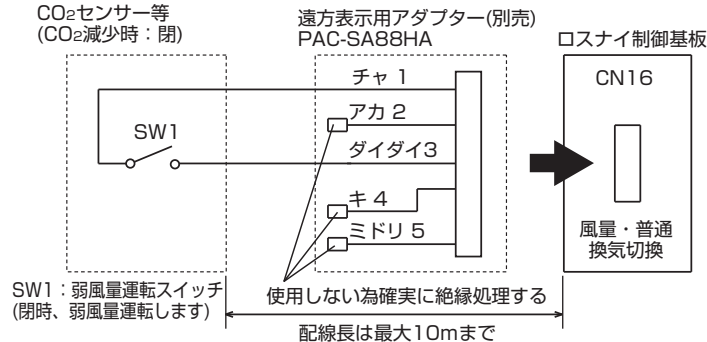 CO2センサー等
(CO2減少時：閉)
遠方表示用アダプター(別売)
PAC-SA88HA
ロスナイ制御基板
チャ 1
アカ 2
SW1
ダイダイ3
キ 4
ミドリ 5
CN16
風量・普通
換気切換
SW1：弱風量運転スイッチ
(閉時、弱風量運転します)
使用しない為確実に絶縁処理する
配線長は最大10mまで